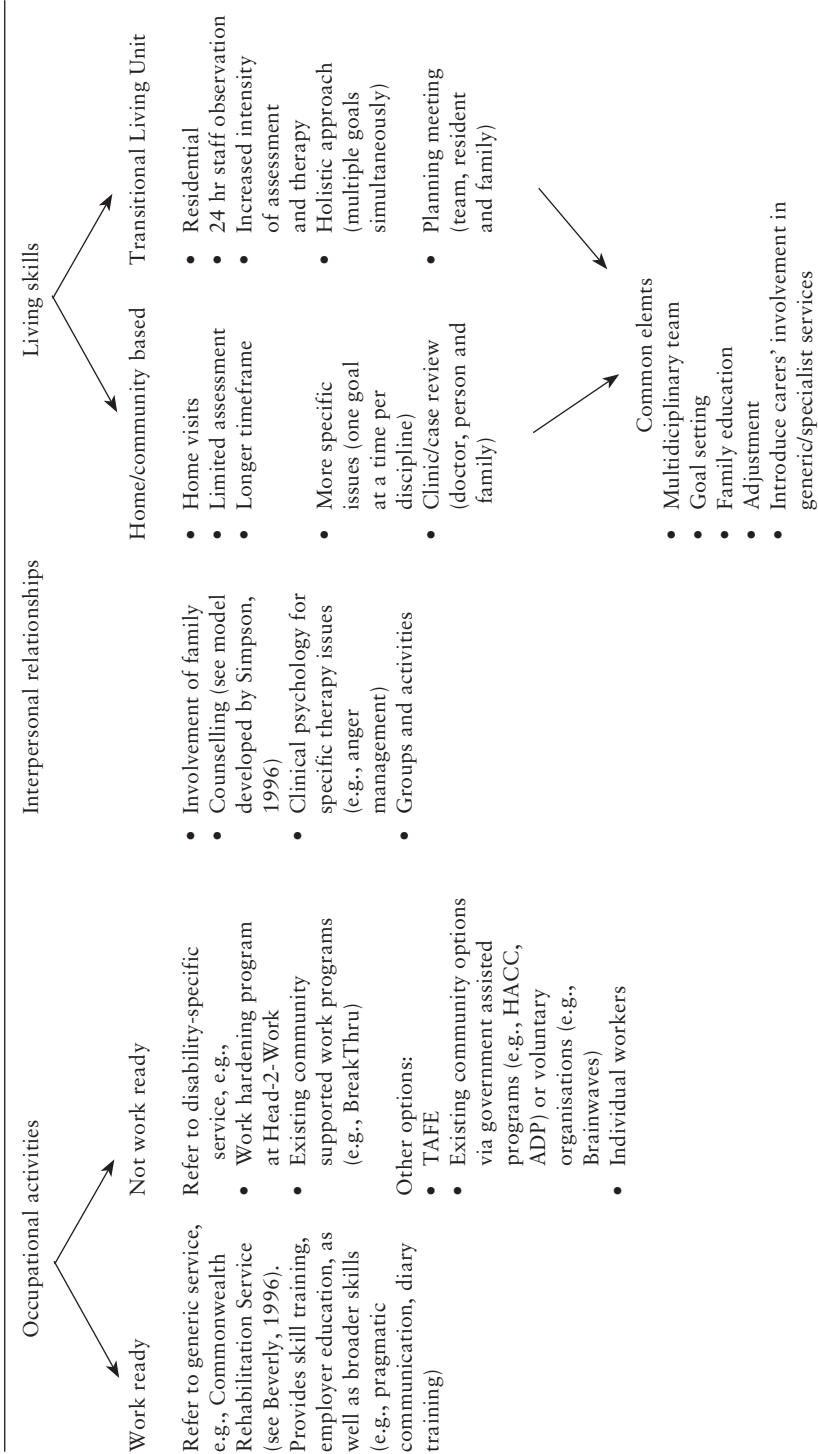 Occupational activities
Work ready
Refer to generic service,
e.g., Commonwealth
Rehabilitation Service
(see Beverly, 1996).
Provides skill training,
employer education, as
well as broader skills
(e.g., pragmatic
communication, diary
training)
Not work ready
Refer to disability-specific
service, e.g.,
• Work hardening program
at Head-2-Work
• Existing community
supported work programs
(e.g., BreakThru)
Other options:
• TAFE
• Existing community options
via government assisted
programs (e.g., HACC,
ADP) or voluntary
organisations (e.g.,
Brainwaves)
• Individual workers
Interpersonal relationships
• Involvement of family
• Counselling (see model
developed by Simpson,
1996)
• Clinical psychology for
specific therapy issues
(e.g., anger
management)
• Groups and activities
Living skills
Home/community based
• Home visits
• Limited assessment
• Longer timeframe
• More specific
issues (one goal
at a time per
discipline)
• Clinic/case review
(doctor, person and
family)
Transitional Living Unit
• Residential
• 24 hr staff observation
• Increased intensity
of assessment
and therapy
• Holistic approach
(multiple goals
simultaneously)
• Planning meeting
(team, resident
and family)
Common elemts
• Multidiciplinary team
• Goal setting
• Family education
• Adjustment
• Introduce carers' involvement in
generic/specialist services